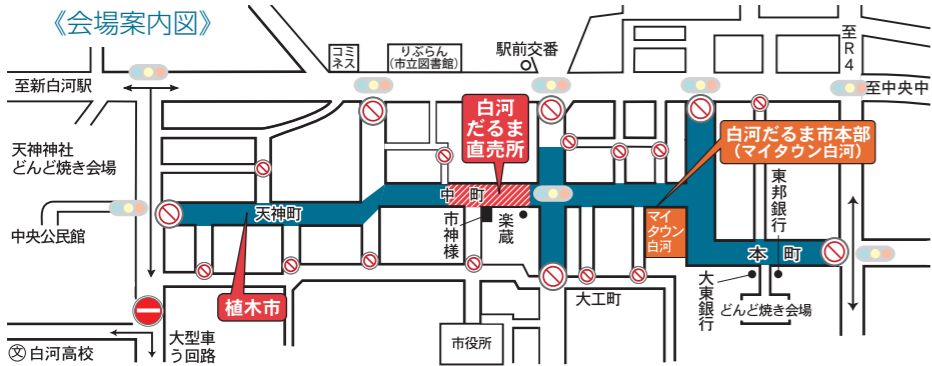 《会場案内図》
コミネス
りぶらん
(市立図書館)
駅前交番
至R4
至新白河駅
至中央中
白河
だるま
直売所
白河だるま市本部
(マイタウン白河)
天神神社
どんど焼き会場
中町
東邦銀行
天神町
市神様
楽蔵
マイ
タウン
白河
中央公民館
本町
植木市
大工町
大東銀行
どんど焼き会場
文白河高校
大型車
う回路
市役所